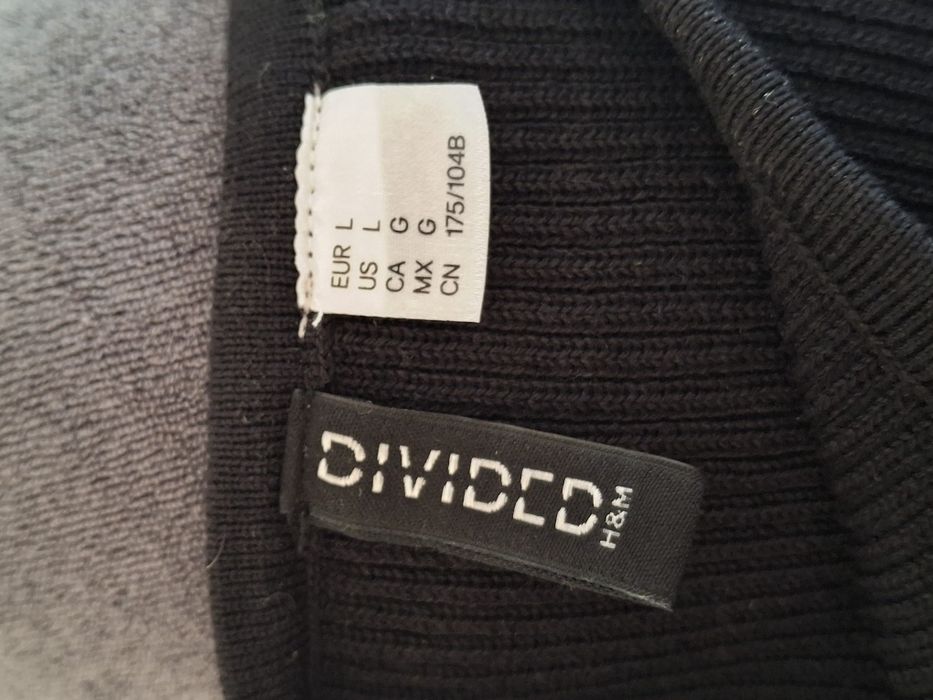 EUR L
US L
CA G
MX G
CN 175/104B
DIVIDED
H&M